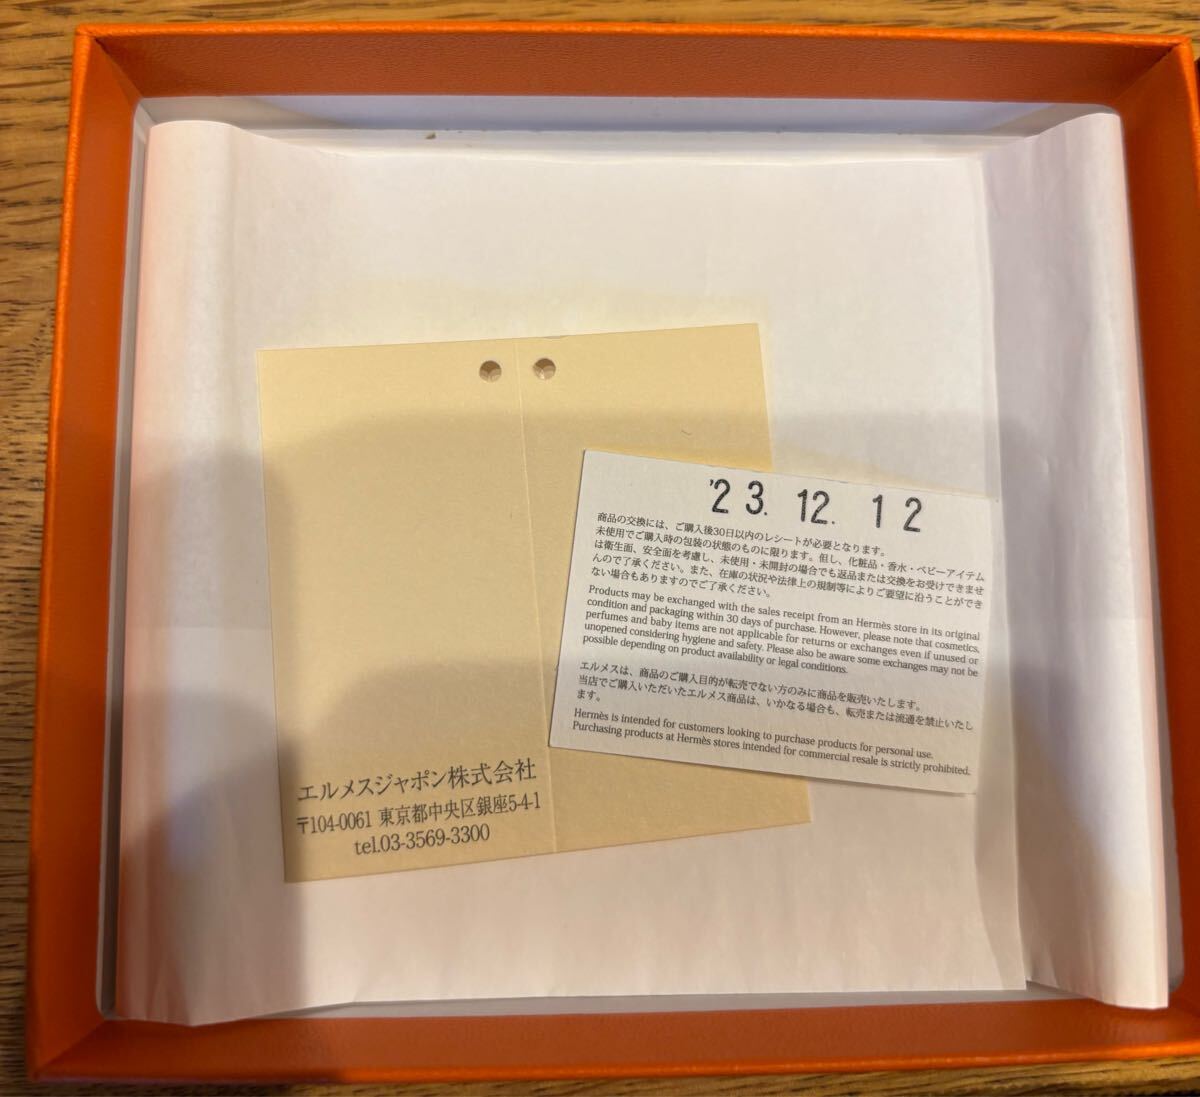 '23. 12. 12
商品の交換には、ご購入後30日以内のレシートが必要となります。
未使用でご購入時の包装の状態のものに限ります。但し、化粧品・香水・ベビーアイテム
は衛生面、安全面を考慮し、未使用・未開封の場合でも返品または交換をお受けできませ
んので了承ください。また、在庫の状況や法律上の規制等によりご要望に沿うことができ
ない場合もありますのでご了承ください。
Products may be exchanged with the sales receipt from an Hermès store in its original
condition and packaging within 30 days of purchase. However, please note that cosmetics,
perfumes and baby items are not applicable for returns or exchanges even if unused or
unopened considering hygiene and safety. Please also be aware some exchanges may not be
possible depending on product availability or legal conditions.
エルメスは、商品のご購入目的が転売でない方のみに商品を販売いたします。
当店でご購入いただいたエルメス商品は、いかなる場合も、転売または流通を禁止いたし
ます。
Hermès is intended for customers looking to purchase products for personal use.
Purchasing products at Hermès stores intended for commercial resale is strictly prohibited.
エルメスジャポン株式会社
〒104-0061 東京都中央区銀座5-4-1
tel.03-3569-3300